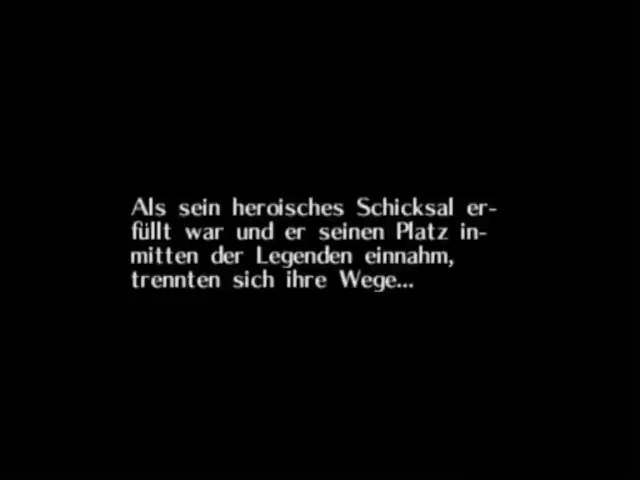 Als sein heroisches Schicksal er-
füllt war und er seinen Platz in-
mitten der Legenden einnahm,
trennten sich ihre Wege...